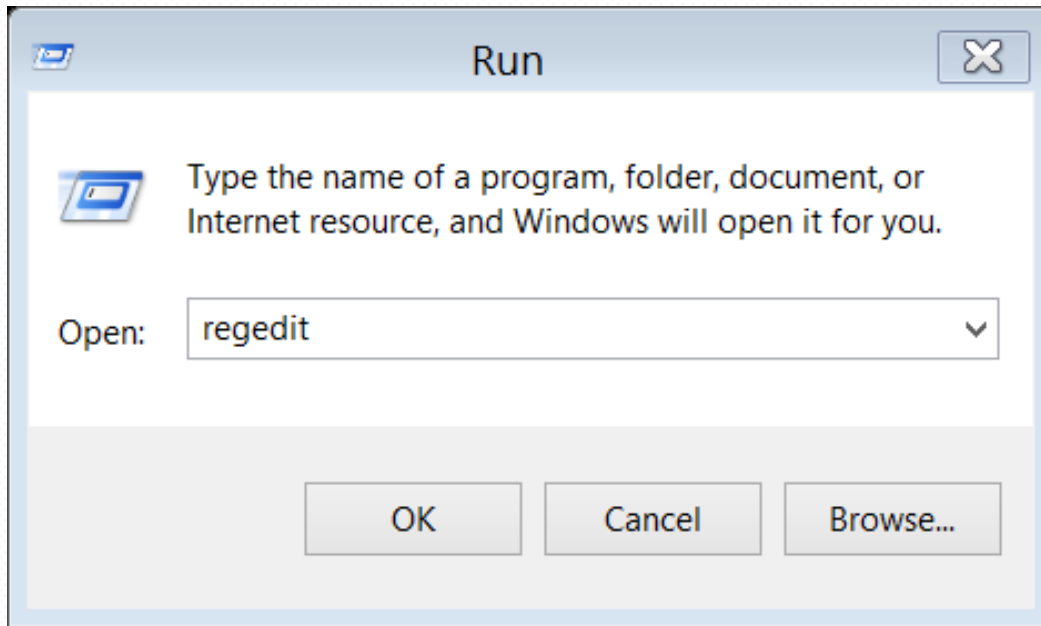 Run
Type the name of a program, folder, document, or
Internet resource, and Windows will open it for you.
Open: regedit
OK Cancel Browse...